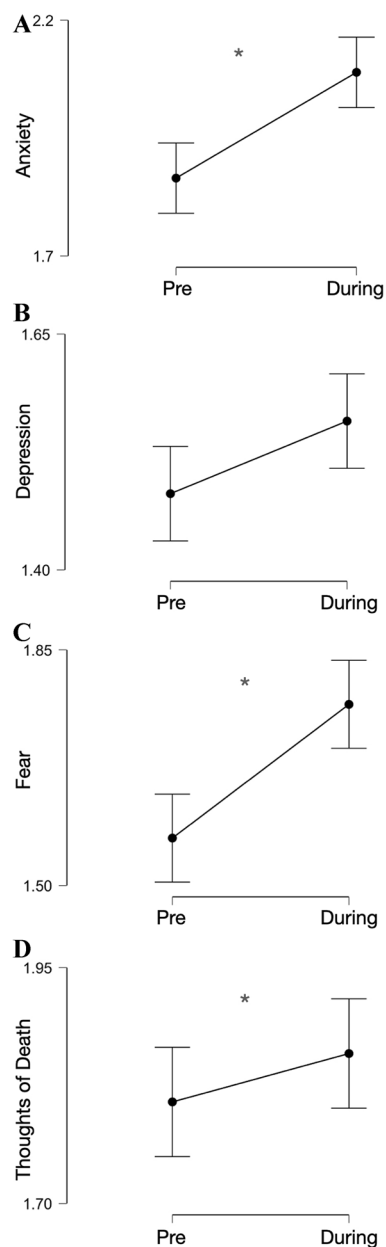 A
2.2
*
Anxiety
1.7
Pre During
B
1.65
Depression
1.40
Pre During
C
1.85
*
Fear
1.50
Pre During
D
1.95
*
Thoughts of Death
1.70
Pre During